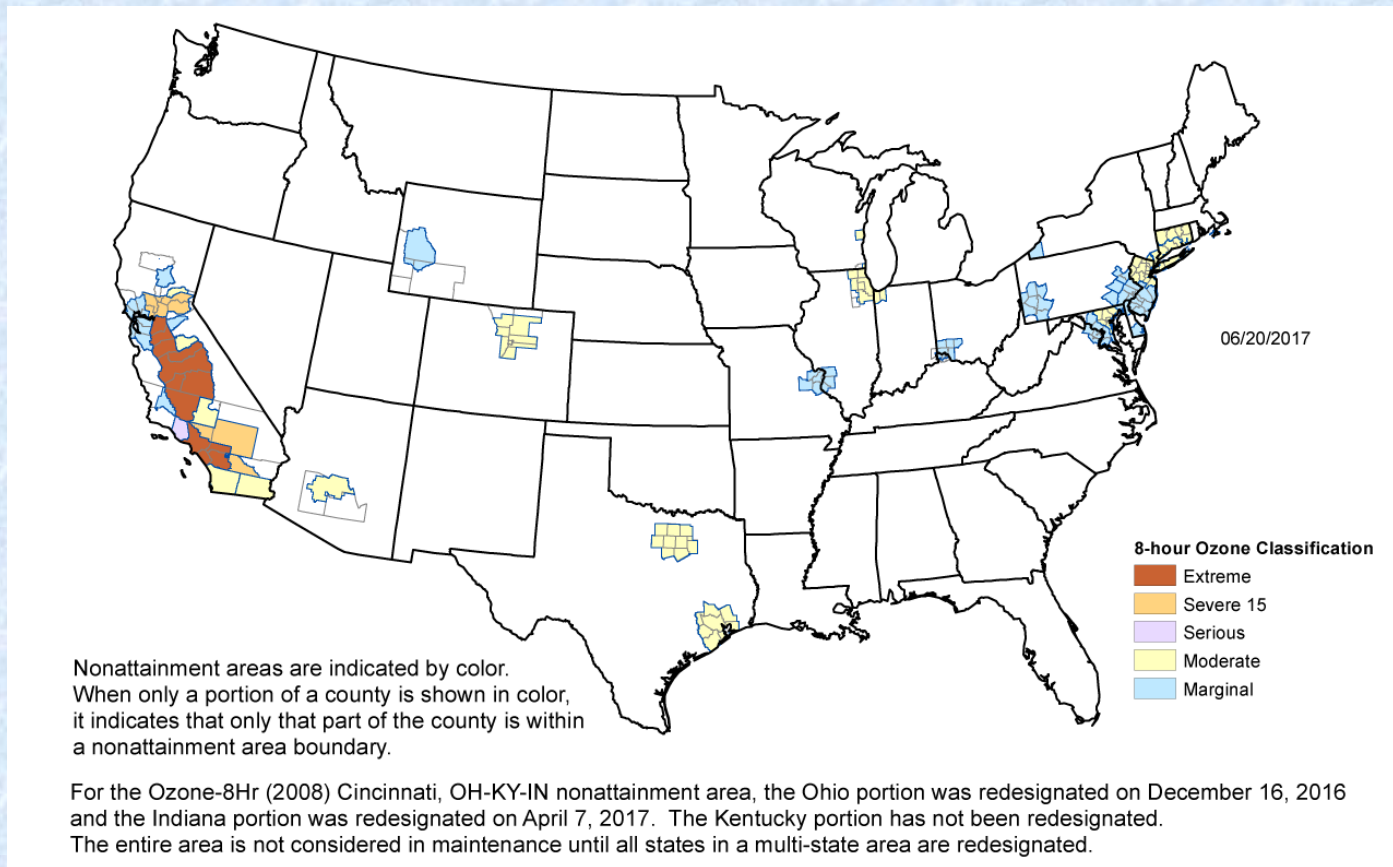 06/20/2017
8-hour Ozone Classification
Extreme
Severe 15
Serious
Moderate
Marginal
Nonattainment areas are indicated by color.
When only a portion of a county is shown in color,
it indicates that only that part of the county is within
a nonattainment area boundary.
For the Ozone-8Hr (2008) Cincinnati, OH-KY-IN nonattainment area, the Ohio portion was redesignated on December 16, 2016
and the Indiana portion was redesignated on April 7, 2017.  The Kentucky portion has not been redesignated.
The entire area is not considered in maintenance until all states in a multi-state area are redesignated.